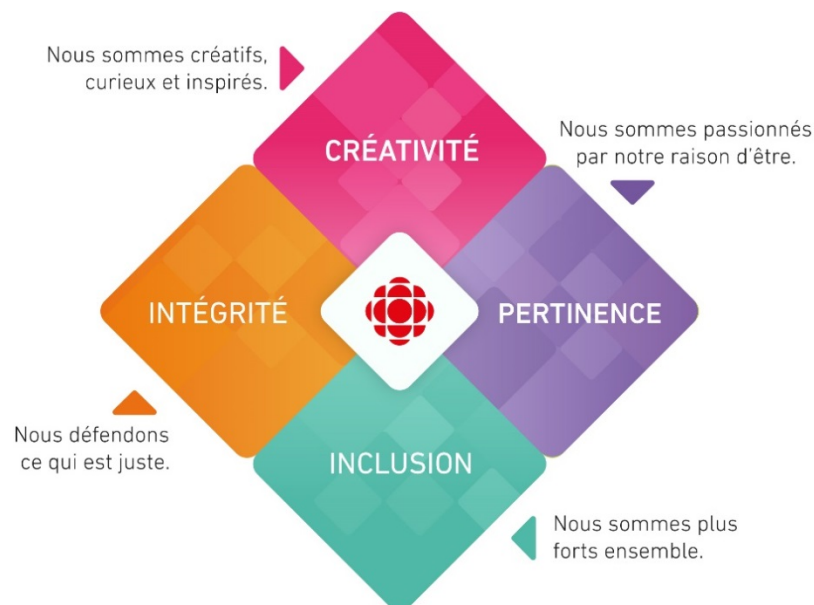 Nous sommes créatifs,
curieux et inspirés.
CRÉATIVITÉ
Nous sommes passionnés
par notre raison d'être.
INTÉGRITÉ
PERTINENCE
Nous défendons
ce qui est juste.
INCLUSION
Nous sommes plus
forts ensemble.